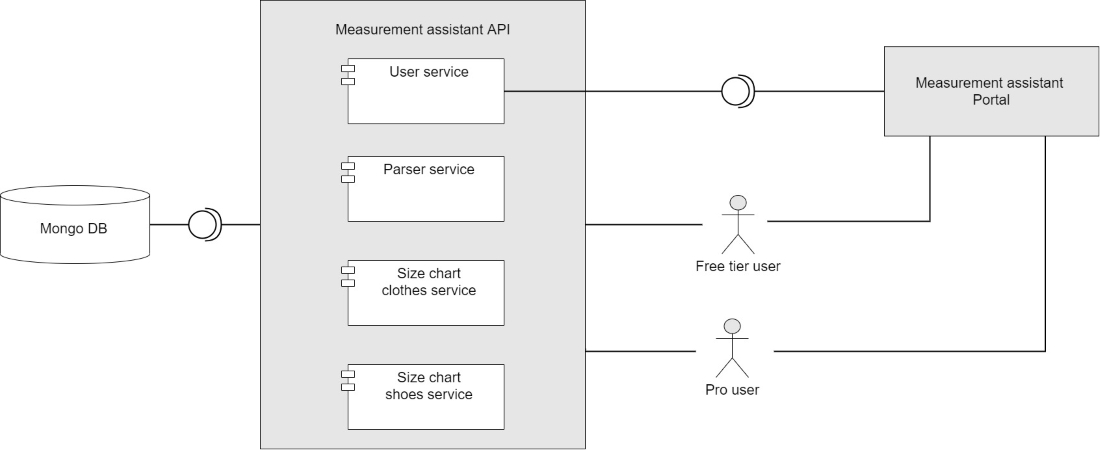 Measurement assistant API
User service
Measurement assistant
Portal
Parser service
Mongo DB
Free tier user
Size chart
clothes service
Pro user
Size chart
shoes service